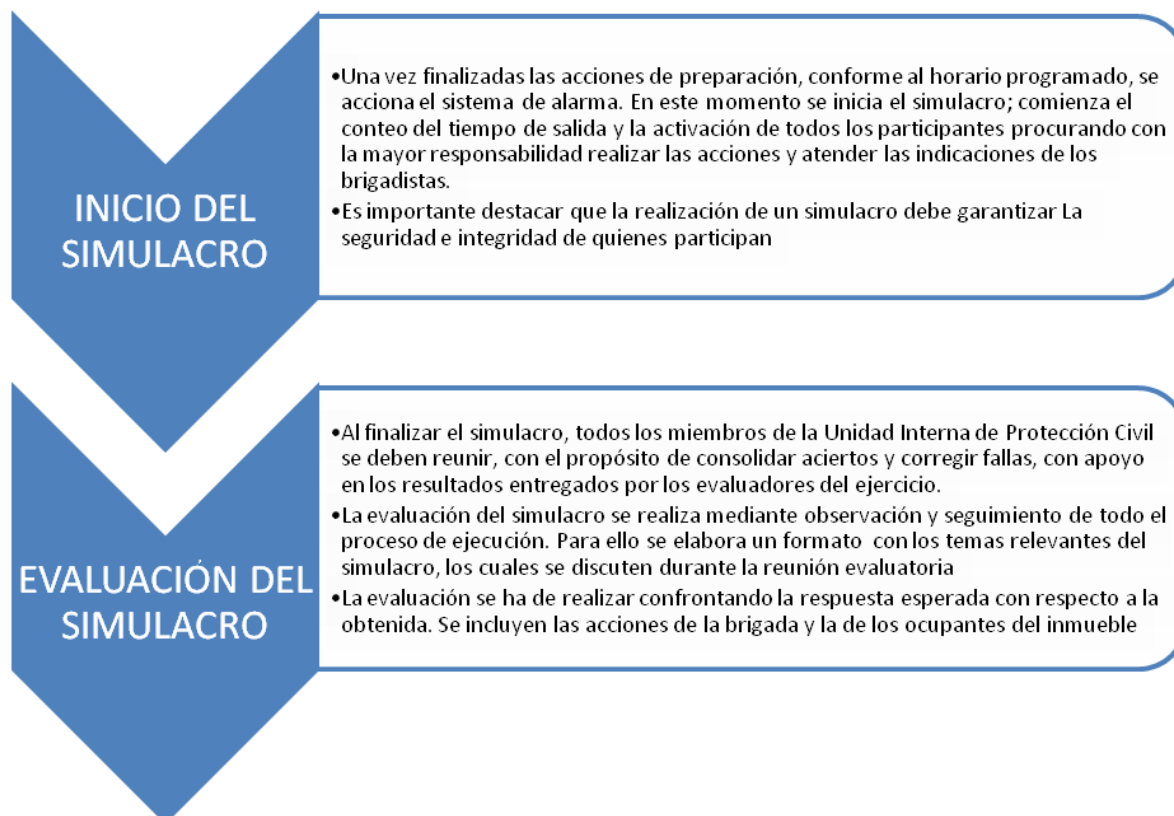 INICIO DEL
SIMULACRO
•Una vez finalizadas las acciones de preparación, conforme al horario programado, se
acciona el sistema de alarma. En este momento se inicia el simulacro; comienza el
conteo del tiempo de salida y la activación de todos los participantes procurando con
la mayor responsabilidad realizar las acciones y atender las indicaciones de los
brigadistas.
•Es importante destacar que la realización de un simulacro debe garantizar La
seguridad e integridad de quienes participan
EVALUACIÓN DEL
SIMULACRO
•Al finalizar el simulacro, todos los miembros de la Unidad Interna de Protección Civil
se deben reunir, con el propósito de consolidar aciertos y corregir fallas, con apoyo
en los resultados entregados por los evaluadores del ejercicio.
•La evaluación del simulacro se realiza mediante observación y seguimiento de todo el
proceso de ejecución. Para ello se elabora un formato con los temas relevantes del
simulacro, los cuales se discuten durante la reunión evaluatoria
•La evaluación se ha de realizar confrontando la respuesta esperada con respecto a la
obtenida. Se incluyen las acciones de la brigada y la de los ocupantes del inmueble